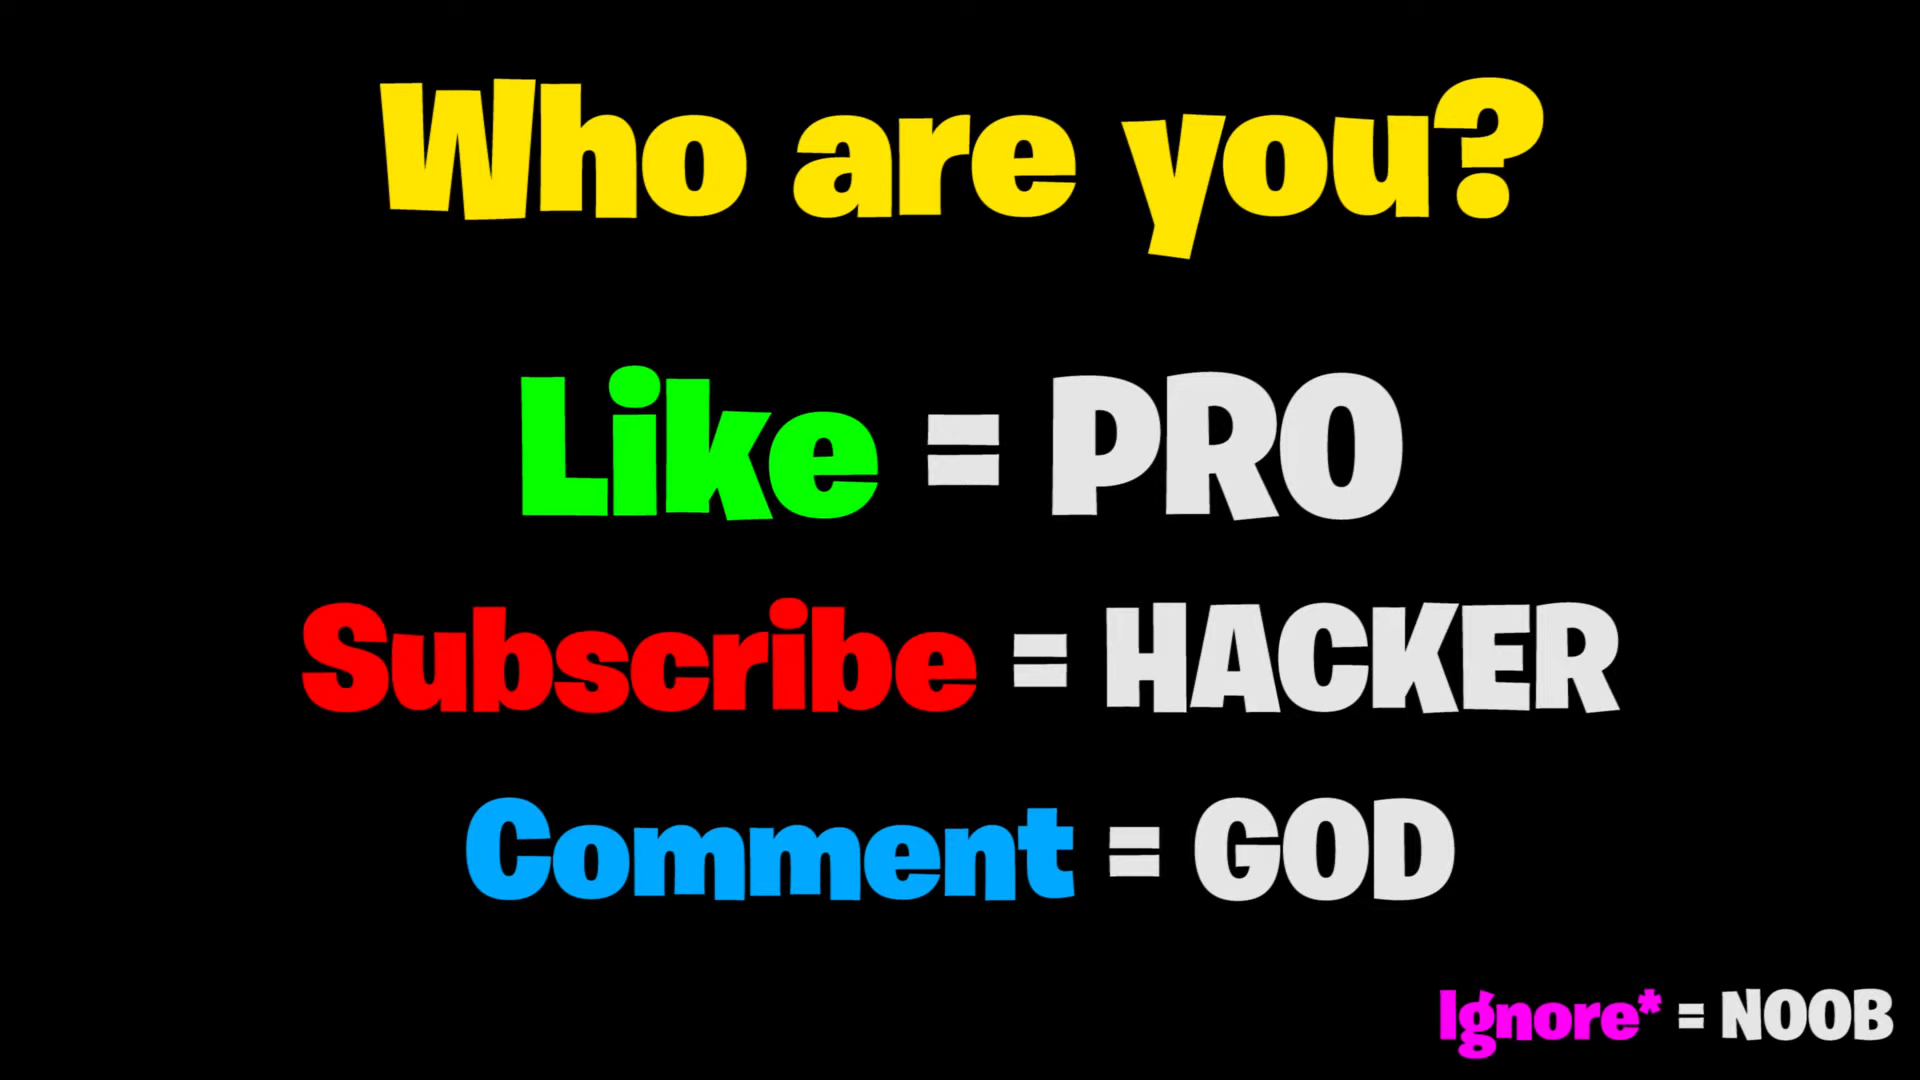 Who are you?
Like = PRO
Subscribe = HACKER
Comment = GOD
Ignore* = NOOB